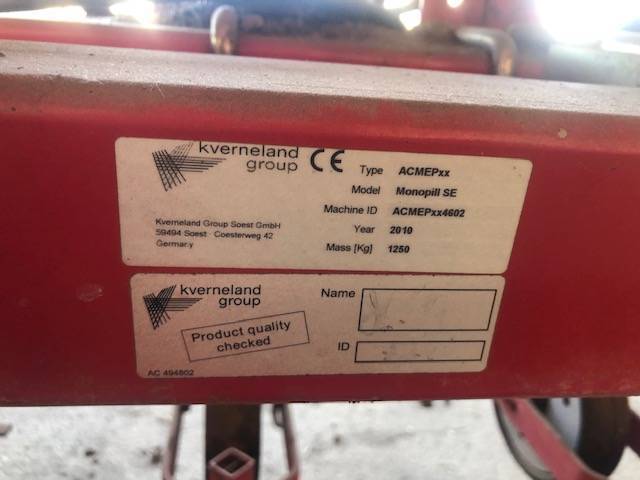 kverneland
group
CE
Type ACMEPxx
Model Monopill SE
Machine ID ACMEPxx4602
Year 2010
Mass [Kg] 1250
Kverneland Group Soest GmbH
59494 Soest - Coesterweg 42
Germany
kverneland
group
Product quality
checked
Name
ID
AC 494802